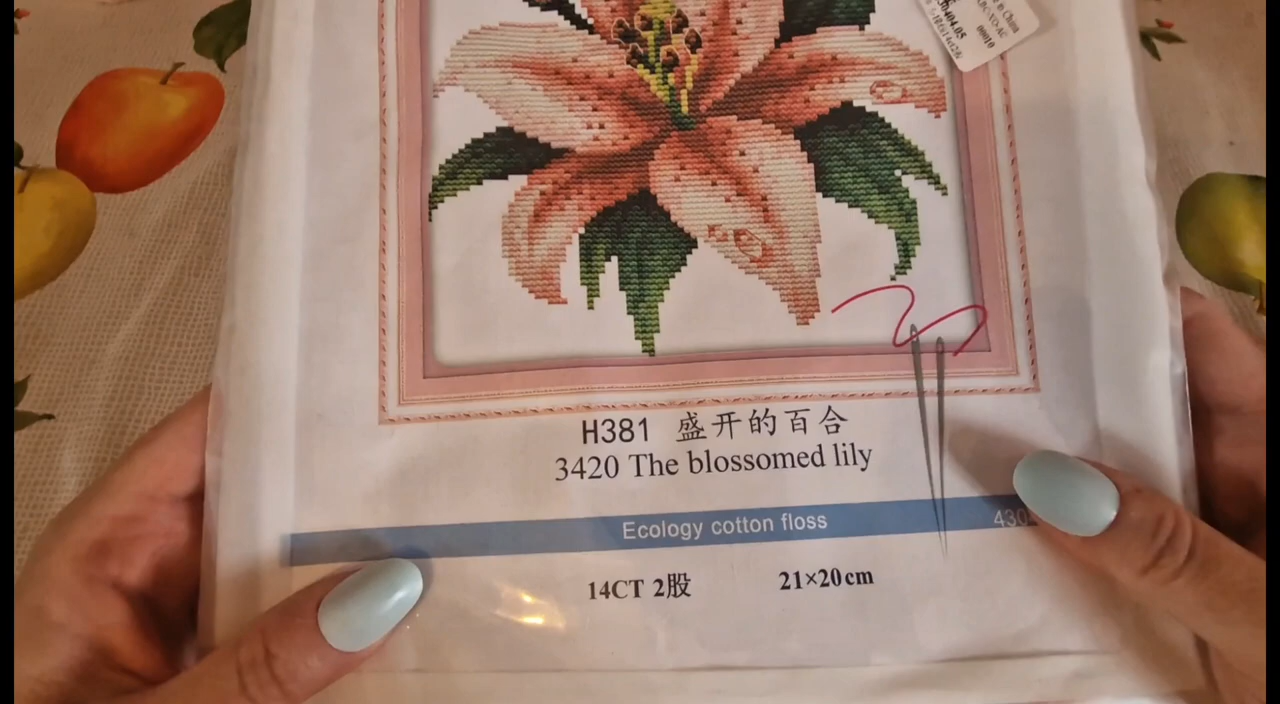 00010
H381 盛开的百合
3420 The blossomed lily
Ecology cotton floss
430
14CT 2股
21×20cm